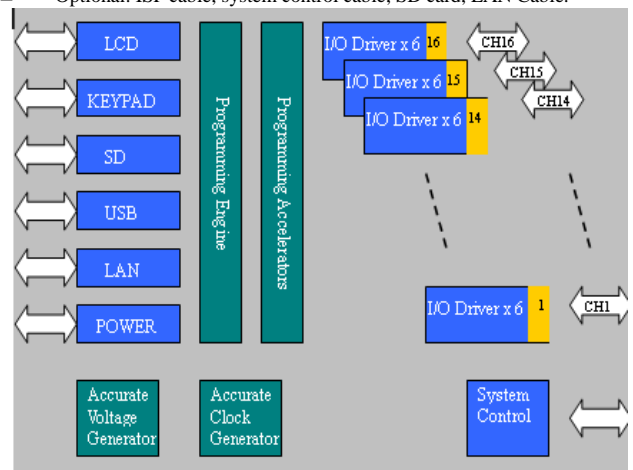 Optional: ISP cable, system control cable, SD card, LAN Cable.
LCD
KEYPAD
SD
USB
LAN
POWER
Programming Engine
Programming Accelerators
I/O Driver x 6 16
I/O Driver x 6 15
I/O Driver x 6 14
CH16
CH15
CH14
I/O Driver x 6 1
CH1
Accurate
Voltage
Generator
Accurate
Clock
Generator
System
Control